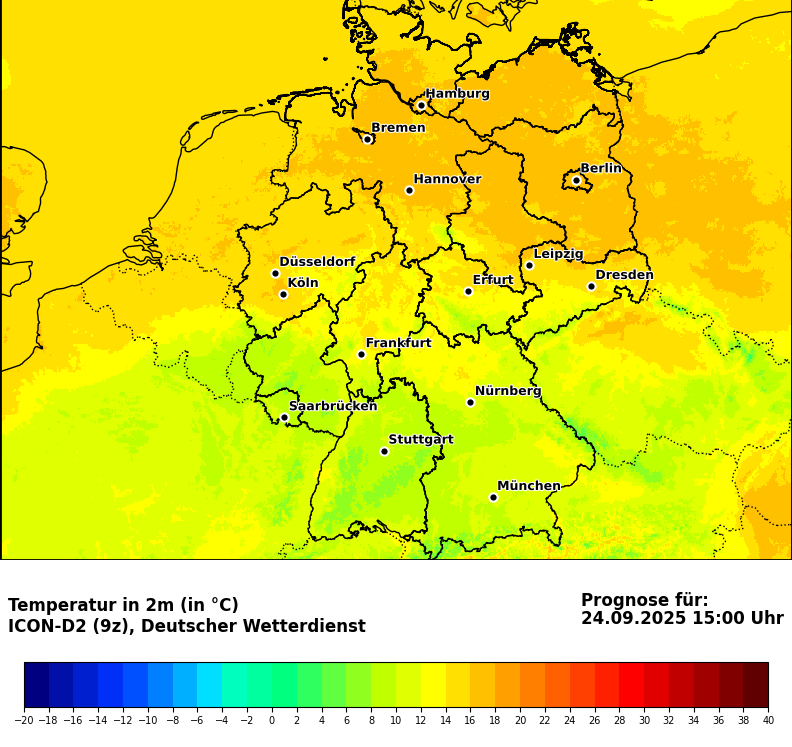 Hamburg
Bremen
Berlin
Hannover
Leipzig
Düsseldorf
Dresden
Erfurt
Köln
Frankfurt
Nürnberg
Saarbrücken
Stuttgart
München
Temperatur in 2m (in °C)
ICON-D2 (9z), Deutscher Wetterdienst
Prognose für:
24.09.2025 15:00 Uhr
−20 −18 −16 −14 −12 −10 −8 −6 −4 −2 0 2 4 6 8 10 12 14 16 18 20 22 24 26 28 30 32 34 36 38 40